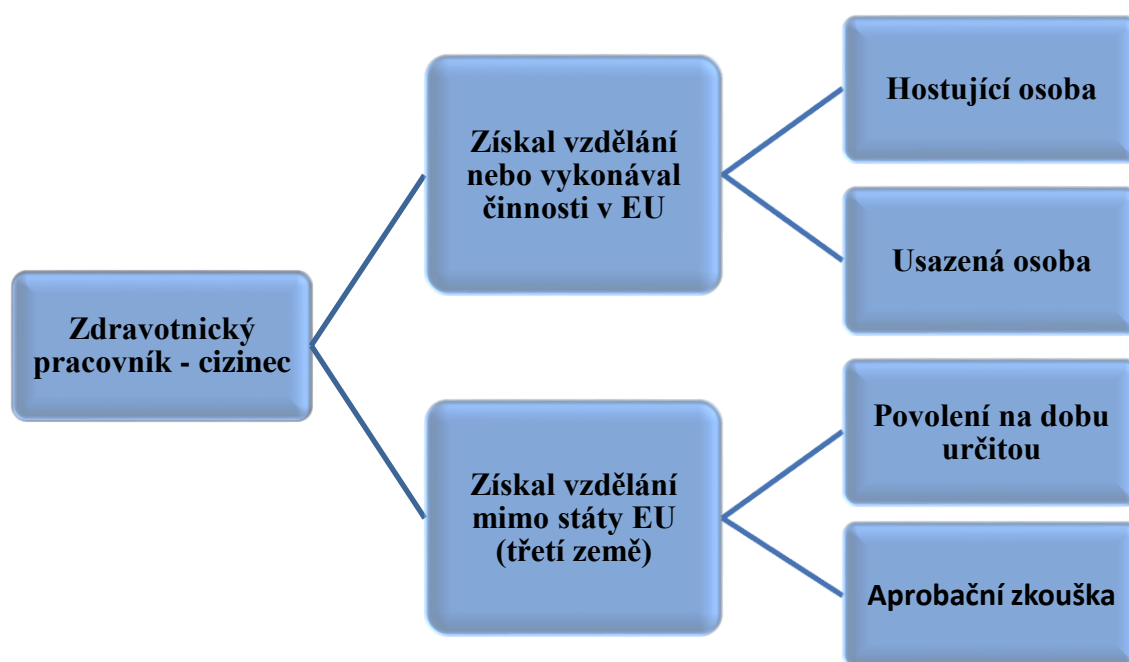 Zdravotnický
pracovník - cizinec
Získal vzdělání
nebo vykonával
činnosti v EU
Hostující osoba
Usazená osoba
Získal vzdělání
mimo státy EU
(třetí země)
Povolení na dobu
určitou
Aprobační zkouška